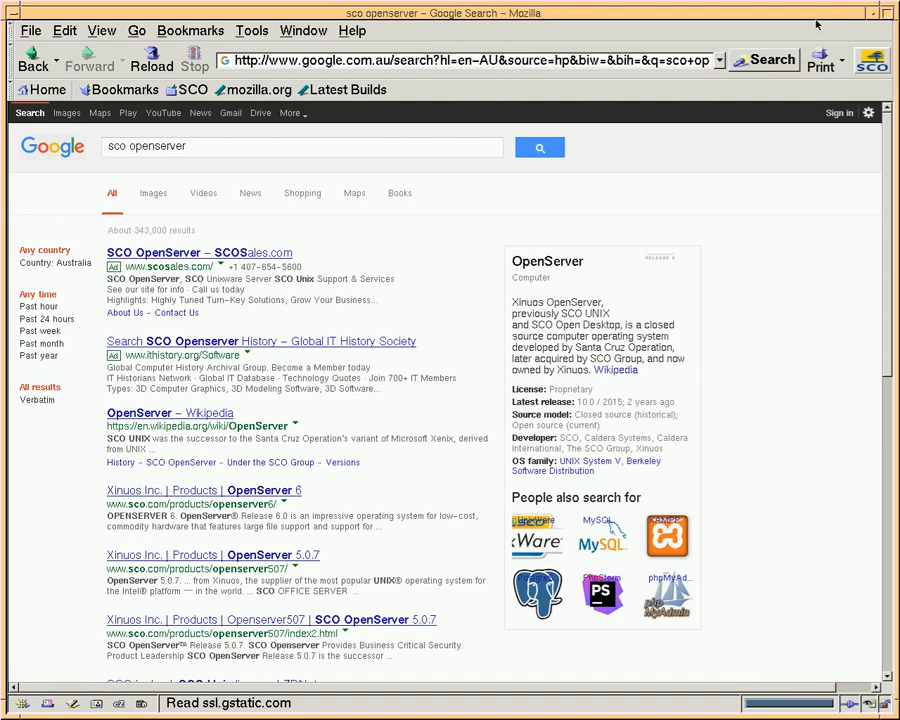 sco openserver – Google Search – Mozilla
File Edit View Go Bookmarks Tools Window Help
Back Forward Reload Stop http://www.google.com.au/search?hl=en-AU&source=hp&biw=&bih=&q=sco+op Search Print SCO
Home Bookmarks SCO mozilla.org Latest Builds
Search Images Maps Play YouTube News Gmail Drive More Sign in
Google sco openserver
All Images Videos News Shopping Maps Books
About 343,000 results
Any country
Country: Australia
Any time
Past hour
Past 24 hours
Past week
Past month
Past year
All results
Verbatim
SCO OpenServer – SCOSales.com
Ad www.scosales.com/ +1 407-654-5600
SCO OpenServer, SCO Unixware Server SCO Unix Support & Services
See our site for info · Call us today
Highlights: Highly Tuned Turn-Key Solutions, Grow Your Business...
About Us – Contact Us
Search SCO Openserver History – Global IT History Society
Ad www.ithistory.org/Software
Global Computer History Archival Group. Become a Member today
IT Historians Network · Global IT Database · Technology Quotes · Join 700+ IT Members
Types: 3D Computer Graphics, 3D Modeling Software, 3D Software...
OpenServer – Wikipedia
https://en.wikipedia.org/wiki/OpenServer
SCO UNIX was the successor to the Santa Cruz Operation's variant of Microsoft Xenix, derived
from UNIX ...
History – SCO OpenServer – Under the SCO Group – Versions
Xinuos Inc. | Products | OpenServer 6
www.sco.com/products/openserver6/
OPENSERVER 6. OpenServer® Release 6.0 is an impressive operating system for low-cost,
commodity hardware that features large file support and support for ...
Xinuos Inc. | Products | OpenServer 5.0.7
www.sco.com/products/openserver507/
OpenServer 5.0.7. ... from Xinuos, the supplier of the most popular UNIX® operating system for
the Intel® platform — in the world. ... SCO OFFICE SERVER ...
Xinuos Inc. | Products | Openserver507 | SCO OpenServer 5.0.7
www.sco.com/products/openserver507/index2.html
SCO OpenServer™ Release 5.0.7. SCO Openserver Provides Business Critical Security.
Product Leadership SCO OpenServer Release 5.0.7 is the successor ...
OpenServer RELEASE 6
Computer
Xinuos OpenServer,
previously SCO UNIX
and SCO Open Desktop, is a closed
source computer operating system
developed by Santa Cruz Operation,
later acquired by SCO Group, and now
owned by Xinuos. Wikipedia
License: Proprietary
Latest release: 10.0 / 2015; 2 years ago
Source model: Closed source (historical);
Open source (current)
Developer: SCO, Caldera Systems, Caldera
International, The SCO Group, Xinuos
OS family: UNIX System V, Berkeley
Software Distribution
People also search for
UnixWare MySQL XAMPP
xWare MySQL
Postgre... PhpStorm phpMyAd...
PS php MyAdmin
Read ssl.gstatic.com